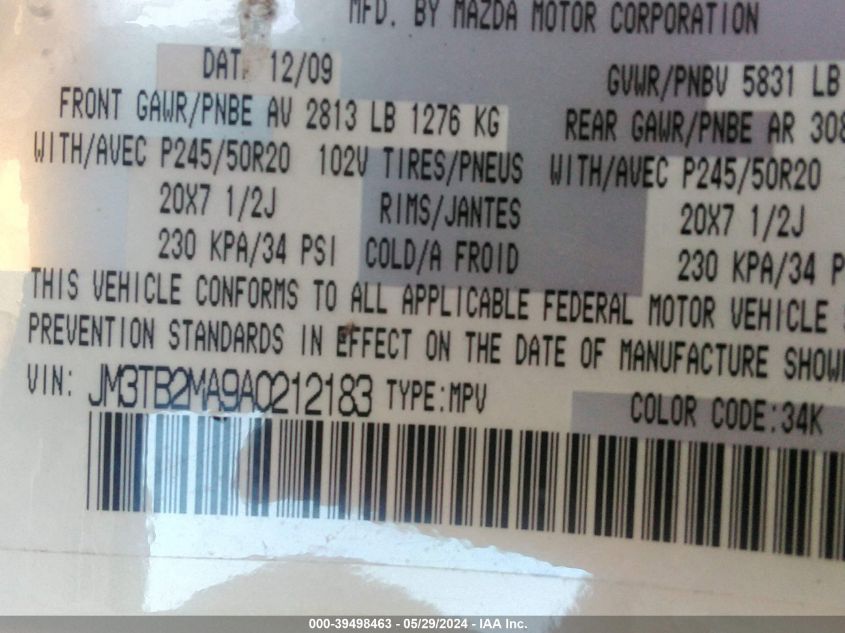 MFD. BY MAZDA MOTOR CORPORATION
DAT 12/09 GVWR/PNBV 5831 LB
FRONT GAWR/PNBE AV 2813 LB 1276 KG REAR GAWR/PNBE AR 308
WITH/AVEC P245/50R20 102V TIRES/PNEUS WITH/AVEC P245/50R20
20X7 1/2J RIMS/JANTES 20X7 1/2J
230 KPA/34 PSI COLD/A FROID 230 KPA/34 P
THIS VEHICLE CONFORMS TO ALL APPLICABLE FEDERAL MOTOR VEHICLE
PREVENTION STANDARDS IN EFFECT ON THE DATE OF MANUFACTURE SHOW
VIN: JM3TB2MA9A0212183 TYPE:MPV COLOR CODE:34K
000-39498463 - 05/29/2024 - IAA Inc.